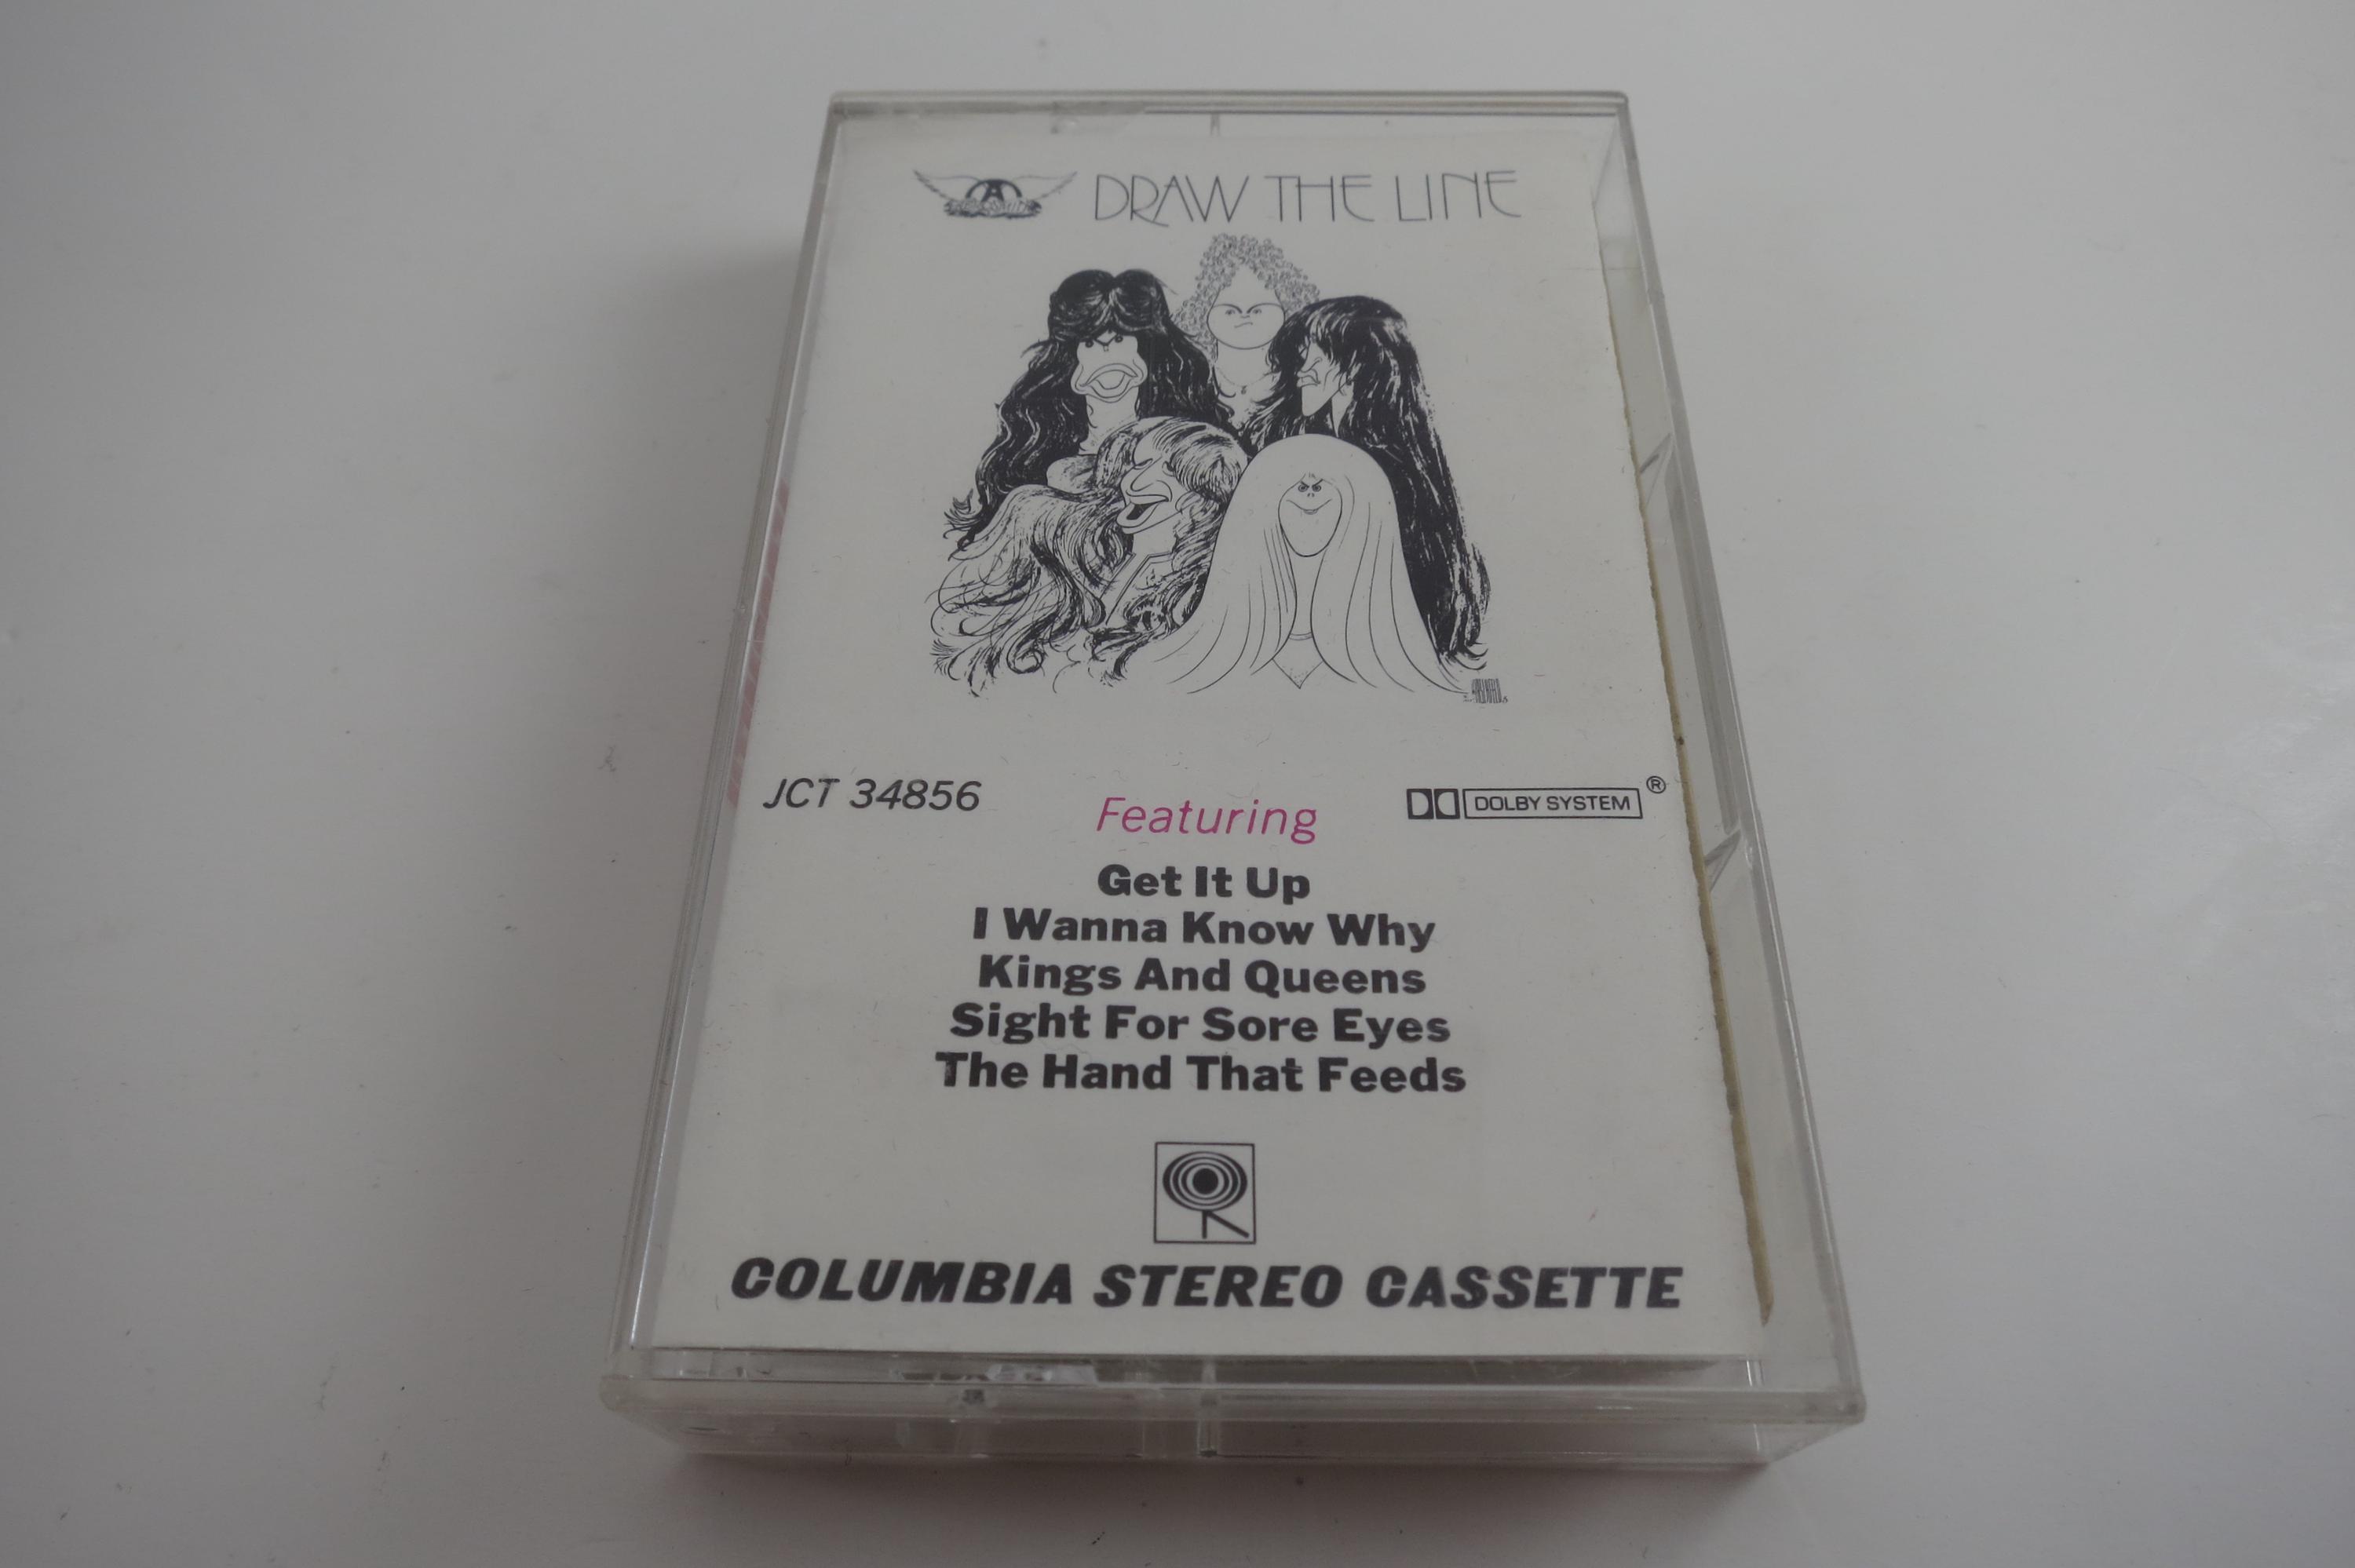 DRAW THE LINE
JCT 34856
Featuring
DOLBY SYSTEM ®
Get It Up
I Wanna Know Why
Kings And Queens
Sight For Sore Eyes
The Hand That Feeds
COLUMBIA STEREO CASSETTE